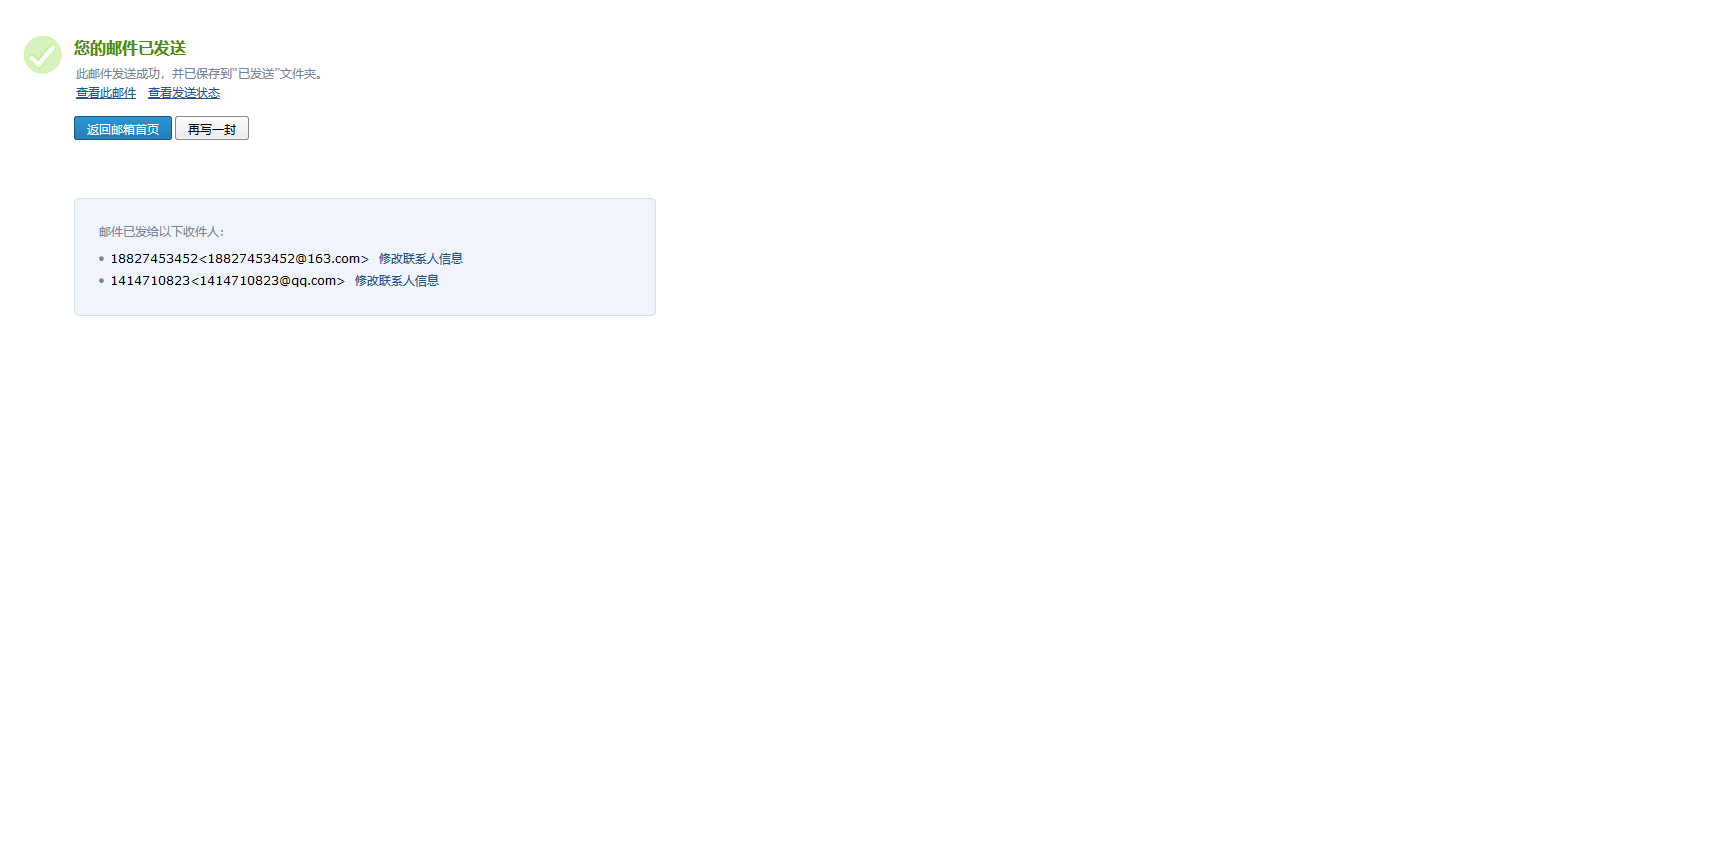 您的邮件已发送
此邮件发送成功，并已保存到“已发送”文件夹。
查看此邮件 查看发送状态
返回邮箱首页 再写一封
邮件已发给以下收件人：
18827453452<18827453452@163.com> 修改联系人信息
1414710823<1414710823@qq.com> 修改联系人信息